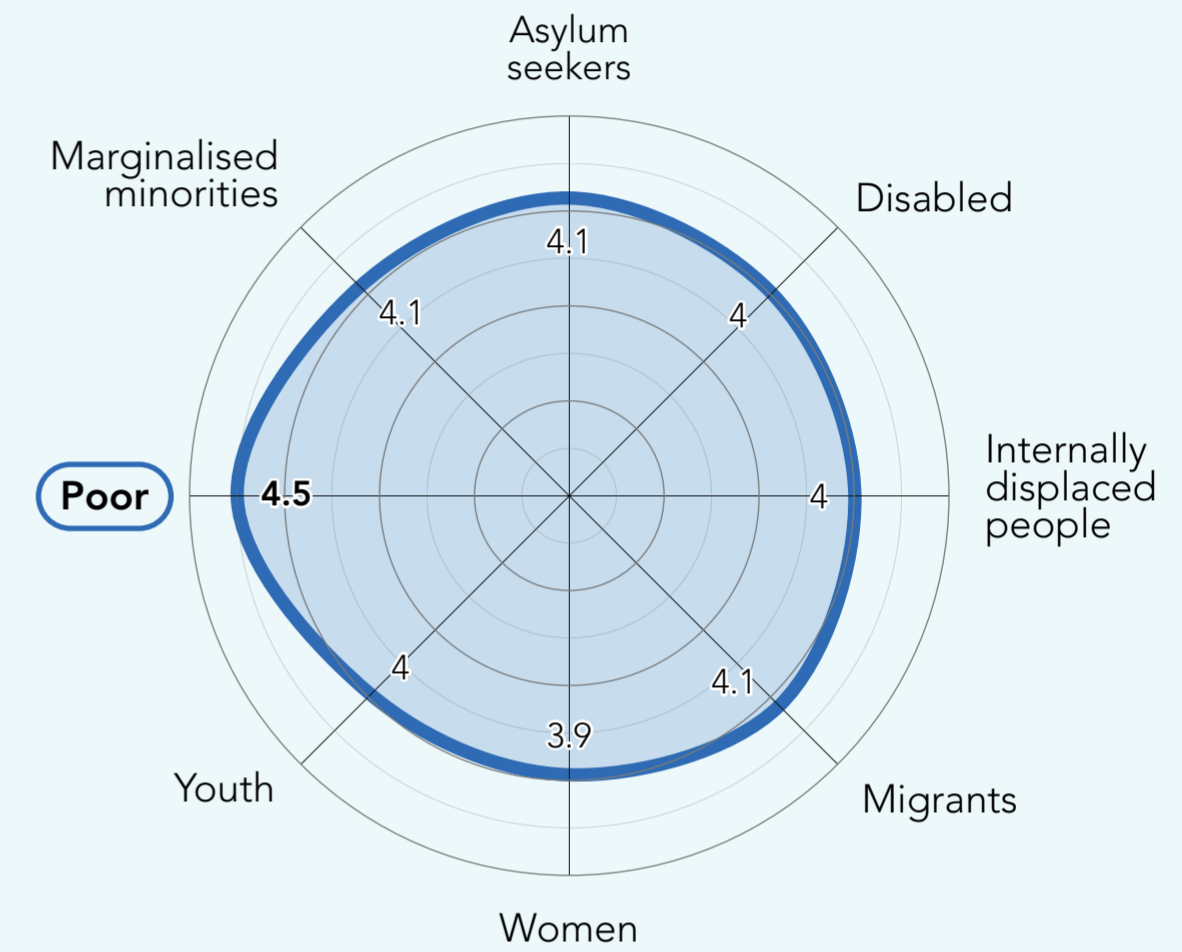 Asylum
seekers
Marginalised
minorities
Disabled
4.1
4.1
4
Internally
displaced
people
Poor
4.5
4
4
4.1
3.9
Youth
Migrants
Women